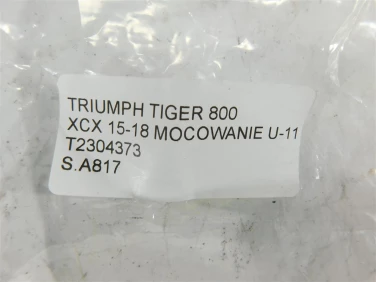 TRIUMPH TIGER 800
XCX 15-18 MOCOWANIE U-11
T2304373
S.A817